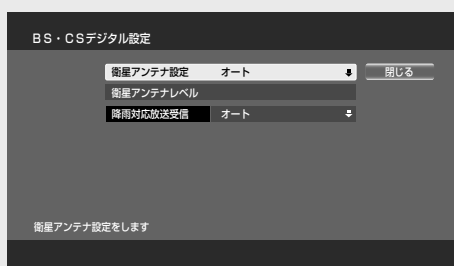 BS・CSデジタル設定
衛星アンテナ設定 オート 閉じる
衛星アンテナレベル
降雨対応放送受信 オート
衛星アンテナ設定をします